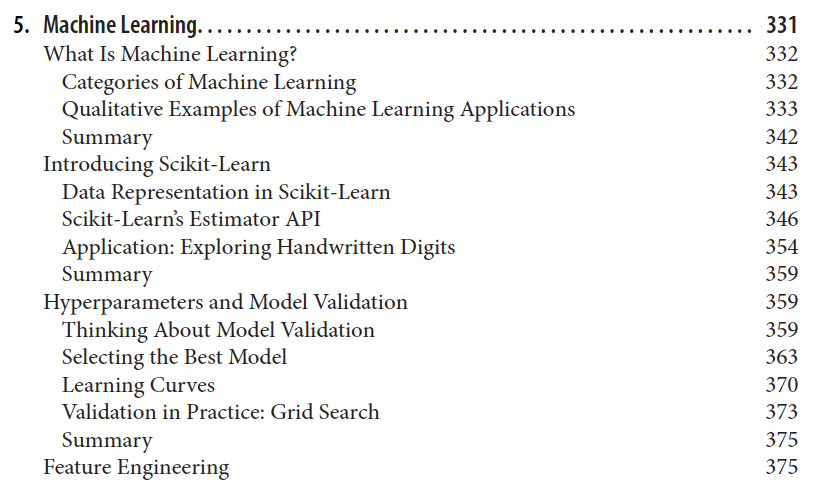 5. Machine Learning. . . . . . . . . . . . . . . . . . . . . . . . . . . . . . . . . . . . . . . . . . . . . . . . . . . . . . . . 331
What Is Machine Learning? 332
Categories of Machine Learning 332
Qualitative Examples of Machine Learning Applications 333
Summary 342
Introducing Scikit-Learn 343
Data Representation in Scikit-Learn 343
Scikit-Learn’s Estimator API 346
Application: Exploring Handwritten Digits 354
Summary 359
Hyperparameters and Model Validation 359
Thinking About Model Validation 359
Selecting the Best Model 363
Learning Curves 370
Validation in Practice: Grid Search 373
Summary 375
Feature Engineering 375